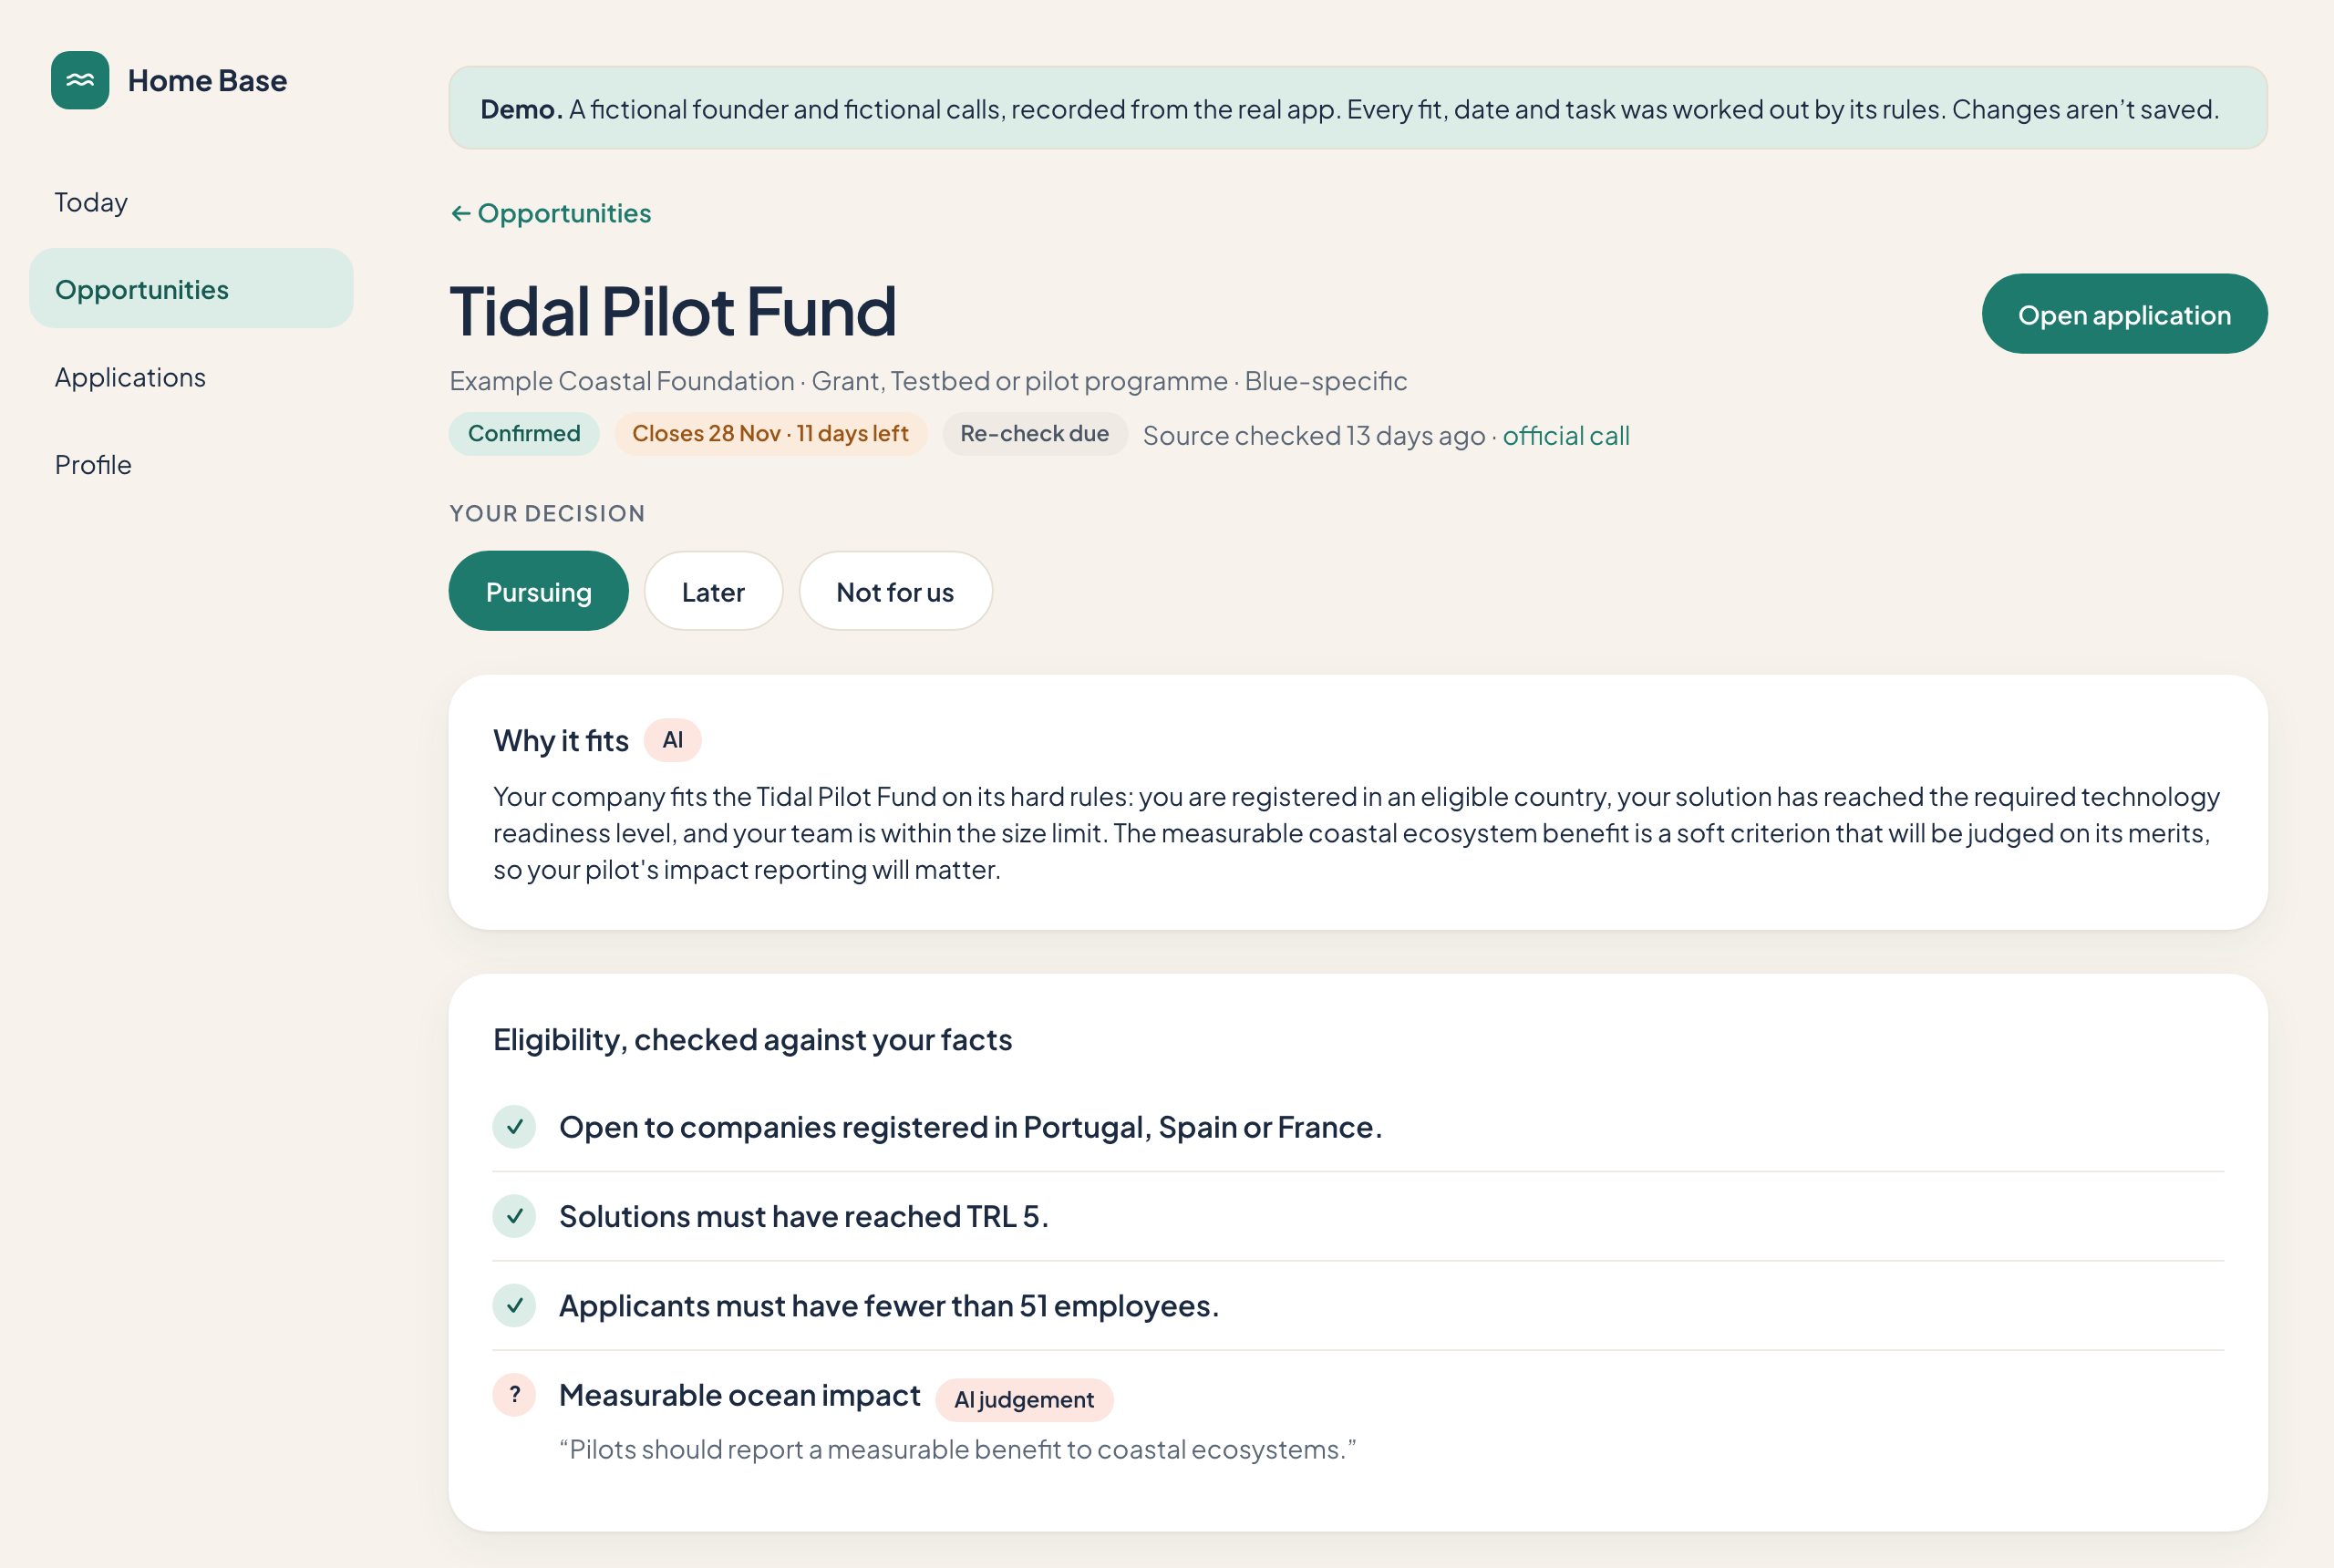 Home Base
Today
Opportunities
Applications
Profile
Demo. A fictional founder and fictional calls, recorded from the real app. Every fit, date and task was worked out by its rules. Changes aren’t saved.
← Opportunities
Tidal Pilot Fund
Open application
Example Coastal Foundation · Grant, Testbed or pilot programme · Blue-specific
Confirmed Closes 28 Nov · 11 days left Re-check due Source checked 13 days ago · official call
YOUR DECISION
Pursuing Later Not for us
Why it fits AI
Your company fits the Tidal Pilot Fund on its hard rules: you are registered in an eligible country, your solution has reached the required technology
readiness level, and your team is within the size limit. The measurable coastal ecosystem benefit is a soft criterion that will be judged on its merits,
so your pilot's impact reporting will matter.
Eligibility, checked against your facts
Open to companies registered in Portugal, Spain or France.
Solutions must have reached TRL 5.
Applicants must have fewer than 51 employees.
? Measurable ocean impact AI judgement
“Pilots should report a measurable benefit to coastal ecosystems.”